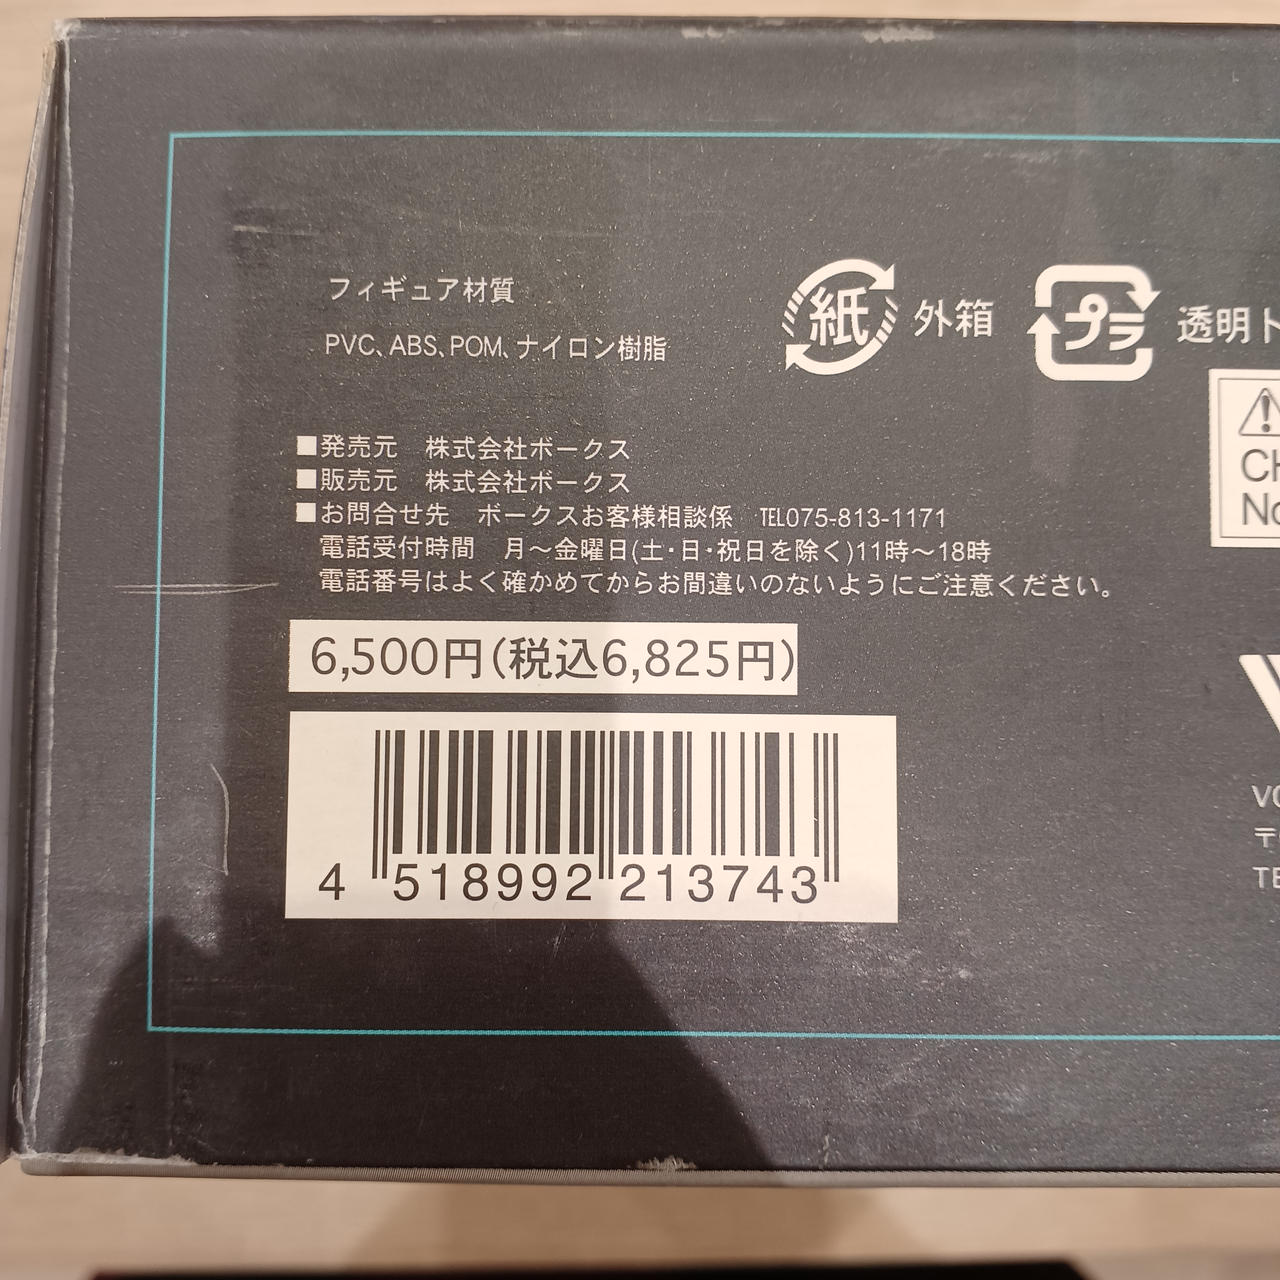 フィギュア材質
PVC、ABS、POM、ナイロン樹脂
紙 外箱 プラ 透明ト
■発売元 株式会社ボークス
■販売元 株式会社ボークス
■お問合せ先 ボークスお客様相談係 TEL075-813-1171
電話受付時間 月～金曜日(土・日・祝日を除く)11時～18時
電話番号はよく確かめてからお間違いのないようにご注意ください。
6,500円(税込6,825円)
4 518992 213743
CH
No
VO
〒
TE